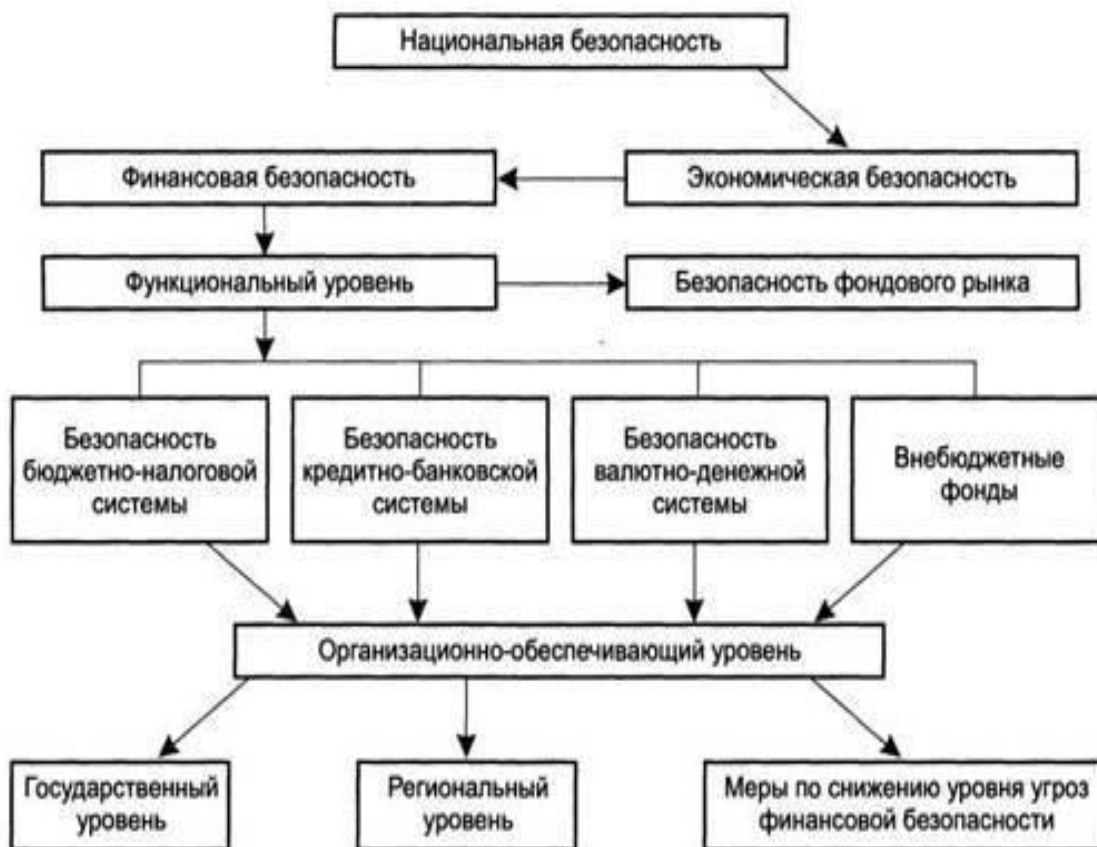 Национальная безопасность
Финансовая безопасность
Экономическая безопасность
Функциональный уровень
Безопасность фондового рынка
Безопасность
бюджетно-налоговой
системы
Безопасность
кредитно-банковской
системы
Безопасность
валютно-денежной
системы
Внебюджетные
фонды
Организационно-обеспечивающий уровень
Государственный
уровень
Региональный
уровень
Меры по снижению уровня угроз
финансовой безопасности